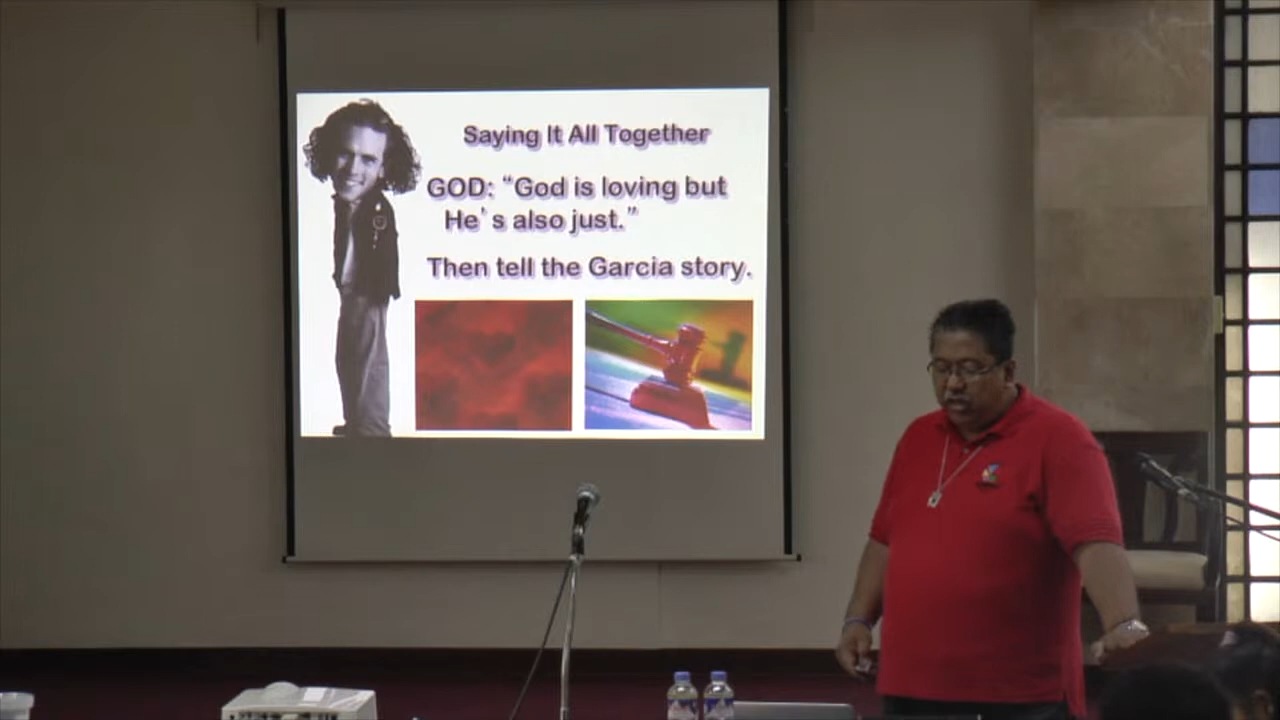 Saying It All Together
GOD: “God is loving but
He’s also just.”
Then tell the Garcia story.